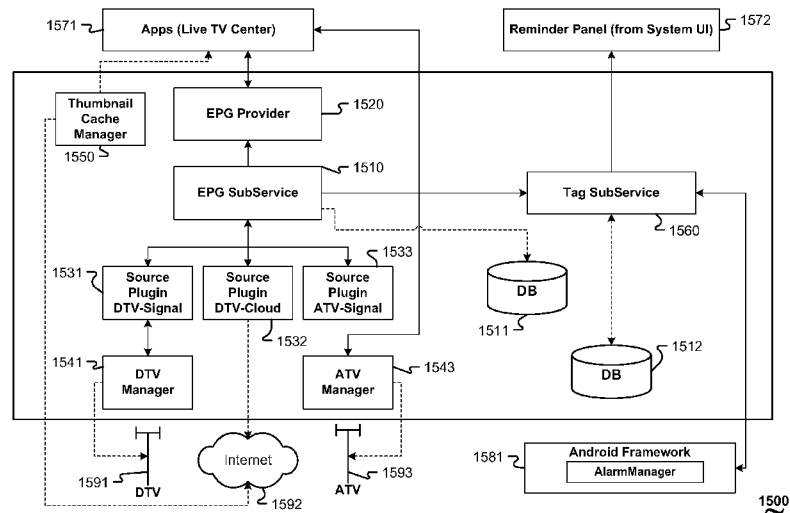 1571
Apps (Live TV Center)
Reminder Panel (from System UI)
1572
Thumbnail
Cache
Manager
1550
EPG Provider
1520
1510
EPG SubService
Tag SubService
1560
1531
Source
Plugin
DTV-Signal
Source
Plugin
DTV-Cloud
1532
1533
Source
Plugin
ATV-Signal
DB
1511
1541
DTV
Manager
ATV
Manager
1543
DB
1512
1591
DTV
Internet
1592
1593
ATV
1581
Android Framework
AlarmManager
1500